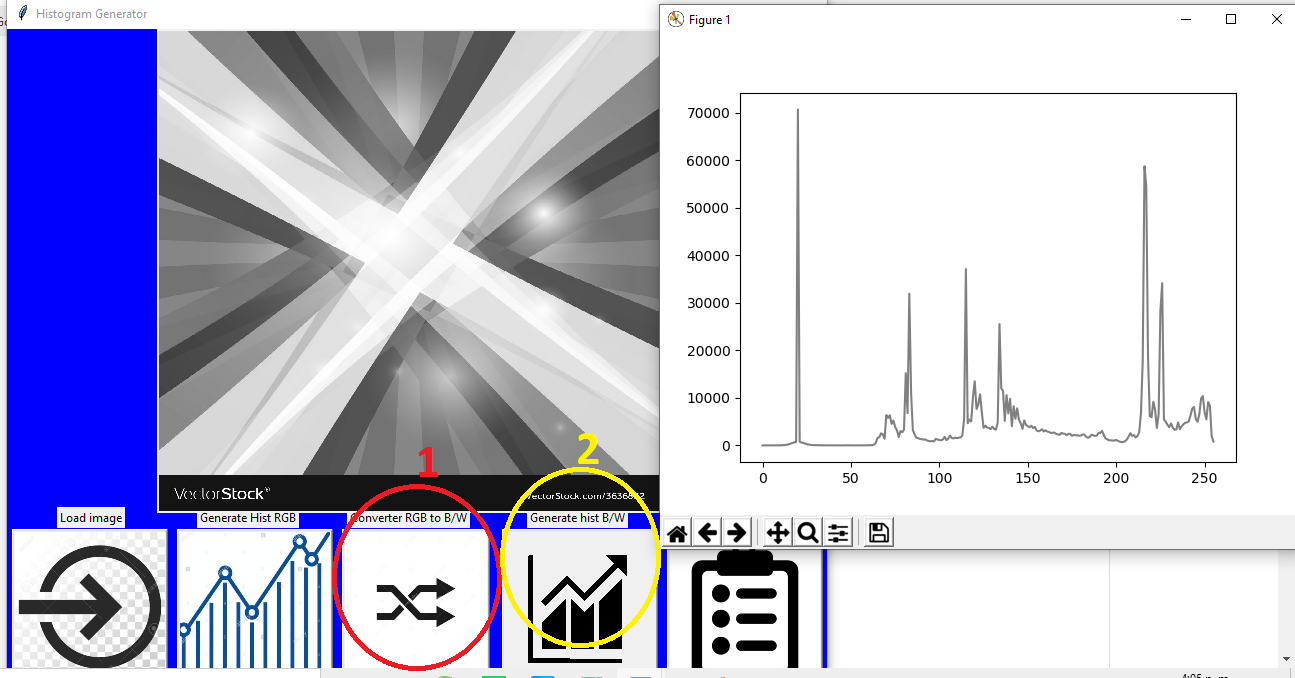 Histogram Generator
Figure 1
70000
60000
50000
40000
30000
20000
10000
0
0 50 100 150 200 250
1
2
VectorStock®
VectorStock.com/3636
Load image
Generate Hist RGB
Converter RGB to B/W
Generate hist B/W